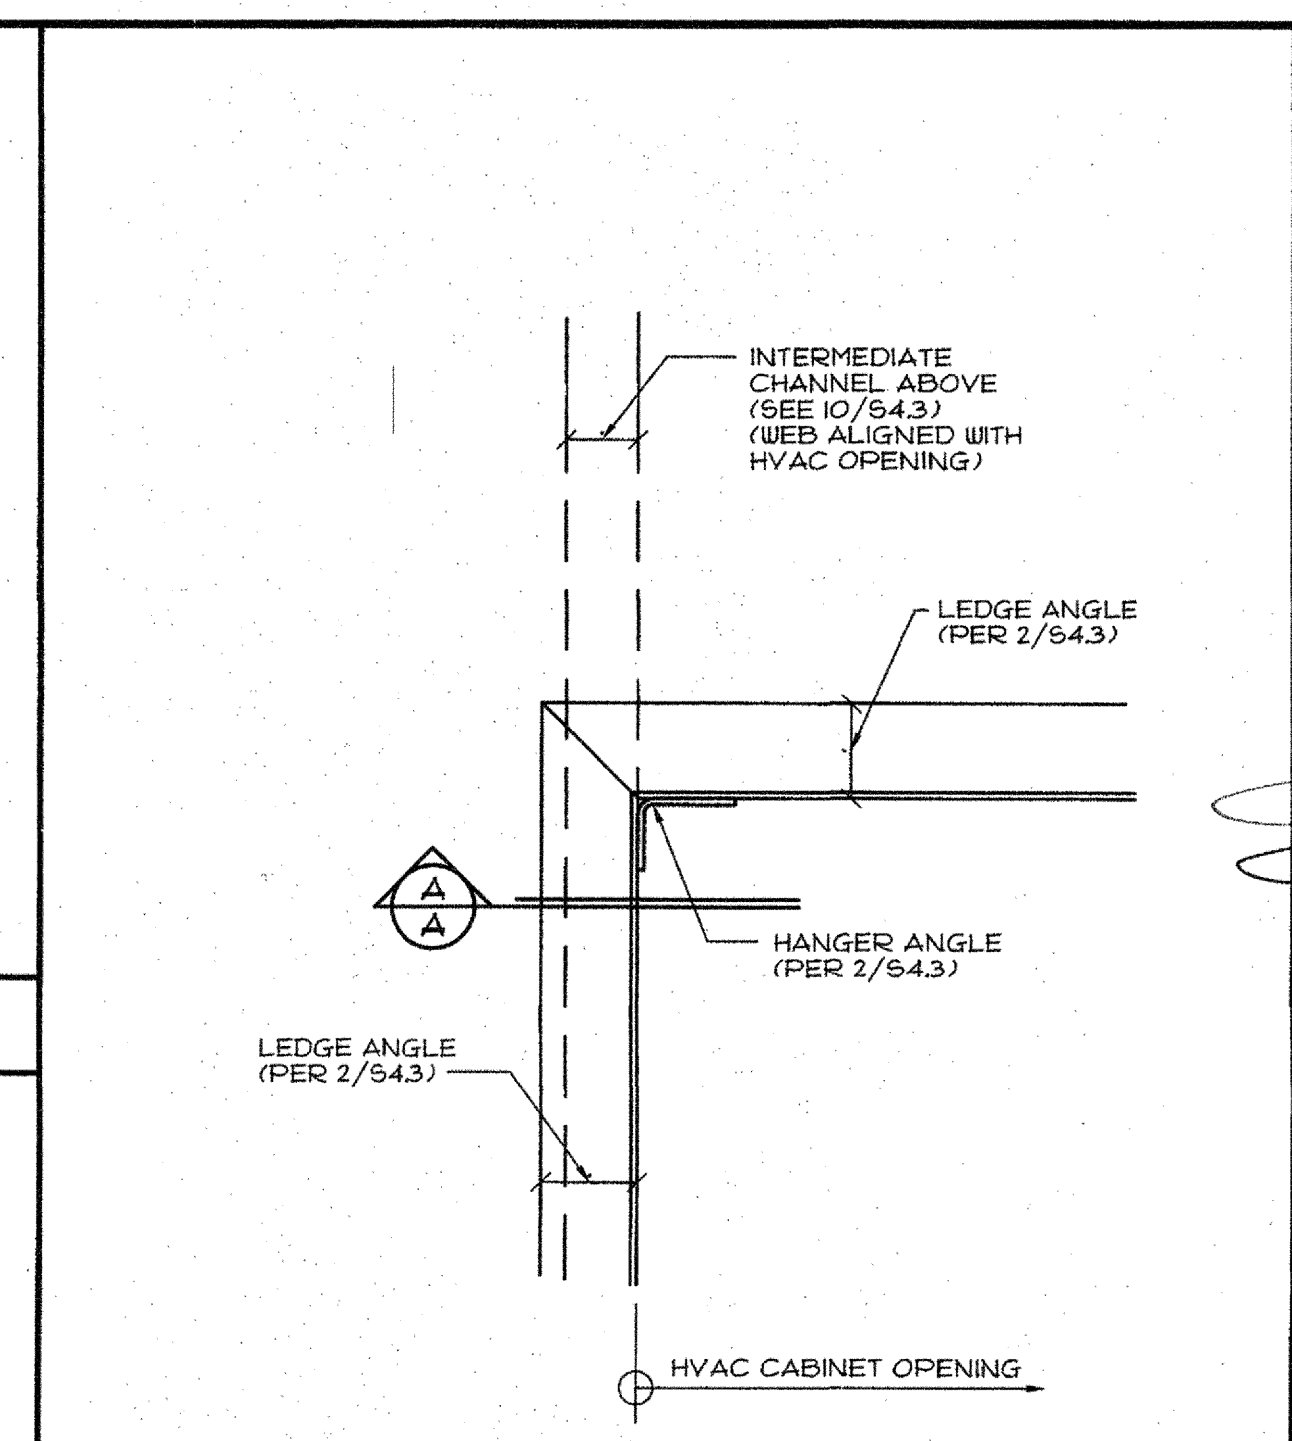 INTERMEDIATE
CHANNEL ABOVE
(SEE 10/S4.3)
(WEB ALIGNED WITH
HVAC OPENING)
LEDGE ANGLE
(PER 2/S4.3)
A
A
HANGER ANGLE
(PER 2/S4.3)
LEDGE ANGLE
(PER 2/S4.3)
HVAC CABINET OPENING